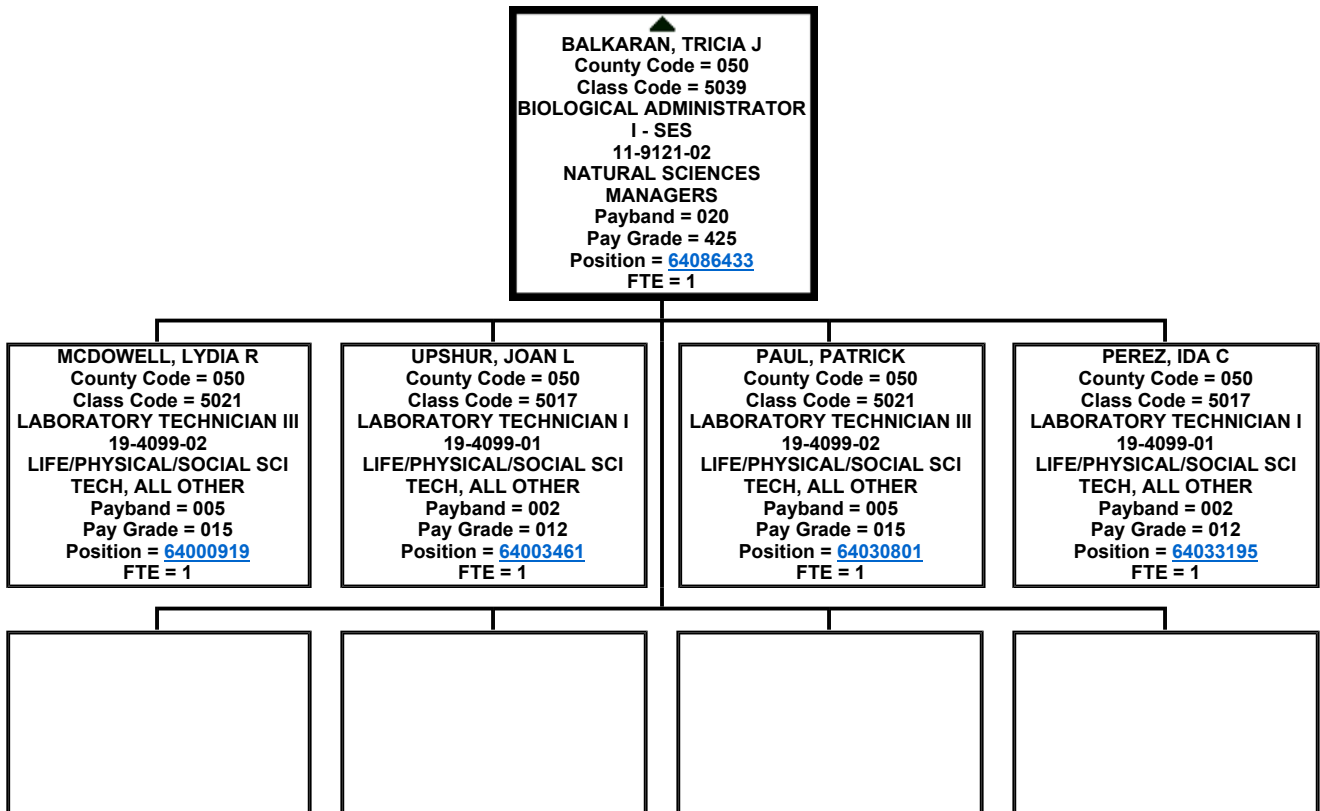 BALKARAN, TRICIA J
County Code = 050
Class Code = 5039
BIOLOGICAL ADMINISTRATOR
I - SES
11-9121-02
NATURAL SCIENCES
MANAGERS
Payband = 020
Pay Grade = 425
Position = 64086433
FTE = 1
MCDOWELL, LYDIA R
County Code = 050
Class Code = 5021
LABORATORY TECHNICIAN III
19-4099-02
LIFE/PHYSICAL/SOCIAL SCI
TECH, ALL OTHER
Payband = 005
Pay Grade = 015
Position = 64000919
FTE = 1
UPSHUR, JOAN L
County Code = 050
Class Code = 5017
LABORATORY TECHNICIAN I
19-4099-01
LIFE/PHYSICAL/SOCIAL SCI
TECH, ALL OTHER
Payband = 002
Pay Grade = 012
Position = 64003461
FTE = 1
PAUL, PATRICK
County Code = 050
Class Code = 5021
LABORATORY TECHNICIAN III
19-4099-02
LIFE/PHYSICAL/SOCIAL SCI
TECH, ALL OTHER
Payband = 005
Pay Grade = 015
Position = 64030801
FTE = 1
PEREZ, IDA C
County Code = 050
Class Code = 5017
LABORATORY TECHNICIAN I
19-4099-01
LIFE/PHYSICAL/SOCIAL SCI
TECH, ALL OTHER
Payband = 002
Pay Grade = 012
Position = 64033195
FTE = 1